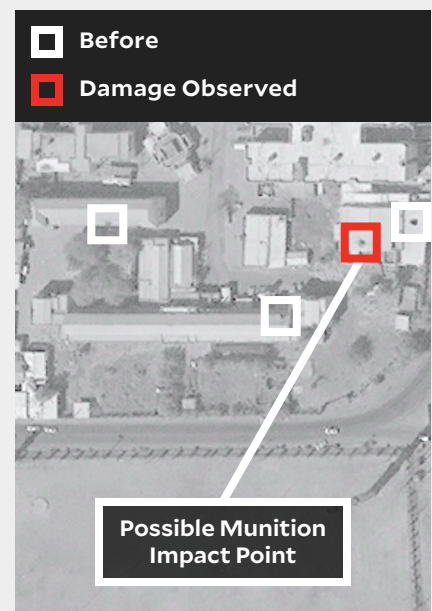 Before
Damage Observed
Possible Munition
Impact Point